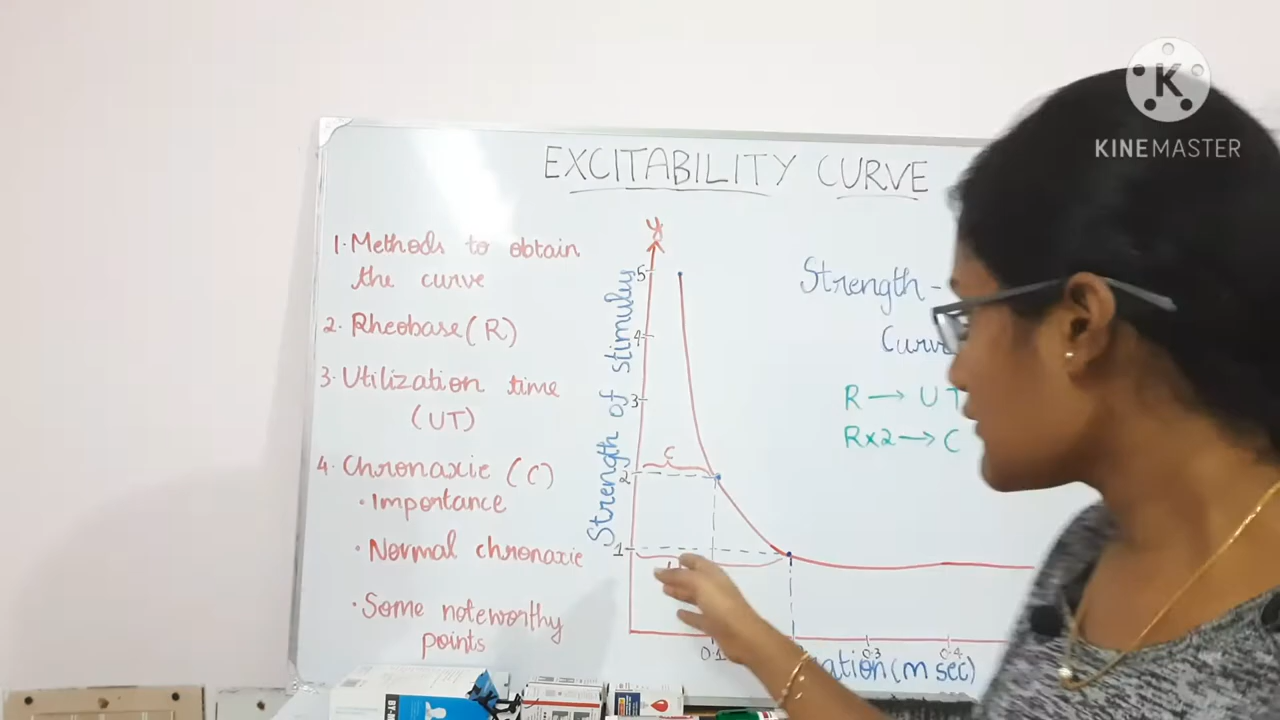 K
KINEMASTER
EXCITABILITY CURVE
1. Methods to obtain
the curve
2. Rheobase (R)
3. Utilization time
(UT)
4. Chronaxie (C)
• Importance
• Normal chronaxie
• Some noteworthy
points
Strength of stimulus
Y
5
4
3
2
1
C
Strength -
Curve
R → UT
Rx2 → C
0.1
0.3
0.4
(m sec)